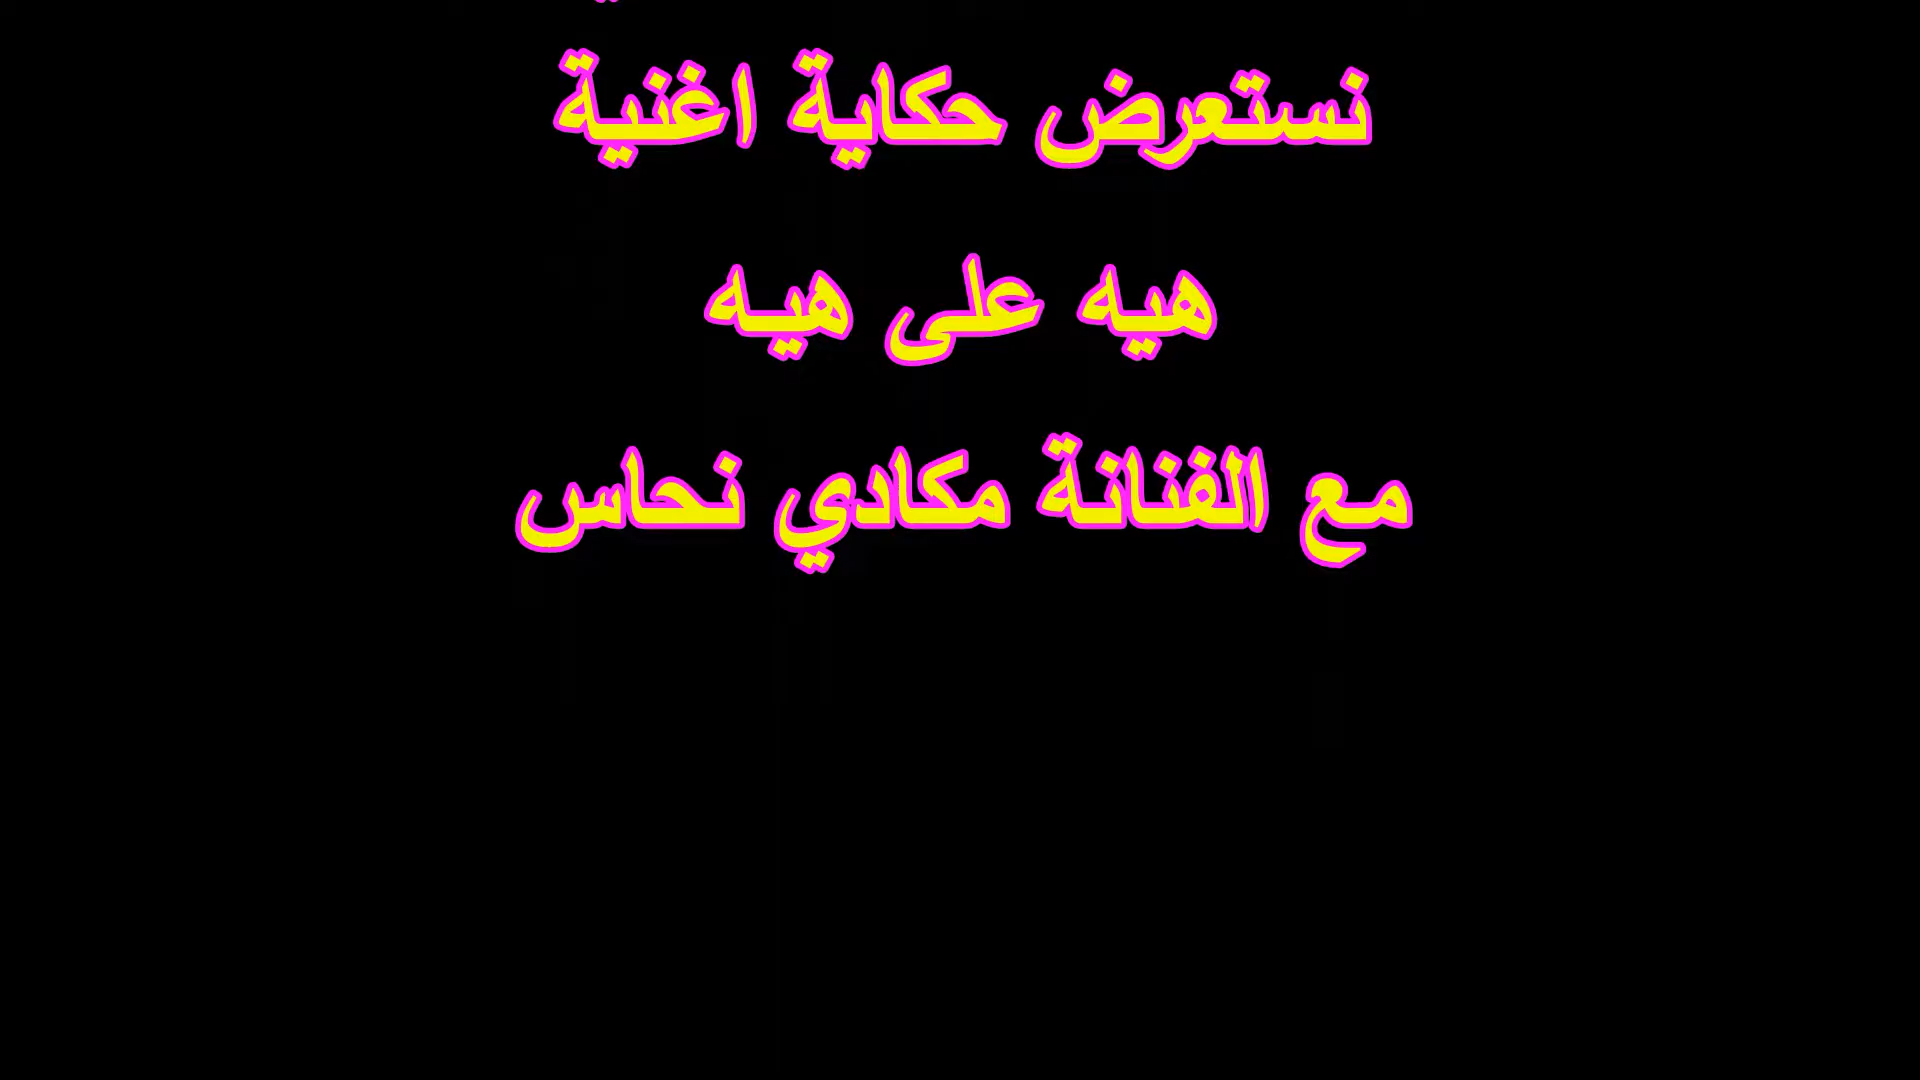 نستعرض حكاية اغنية
هيه على هيه
مع الفنانة مكادي نحاس